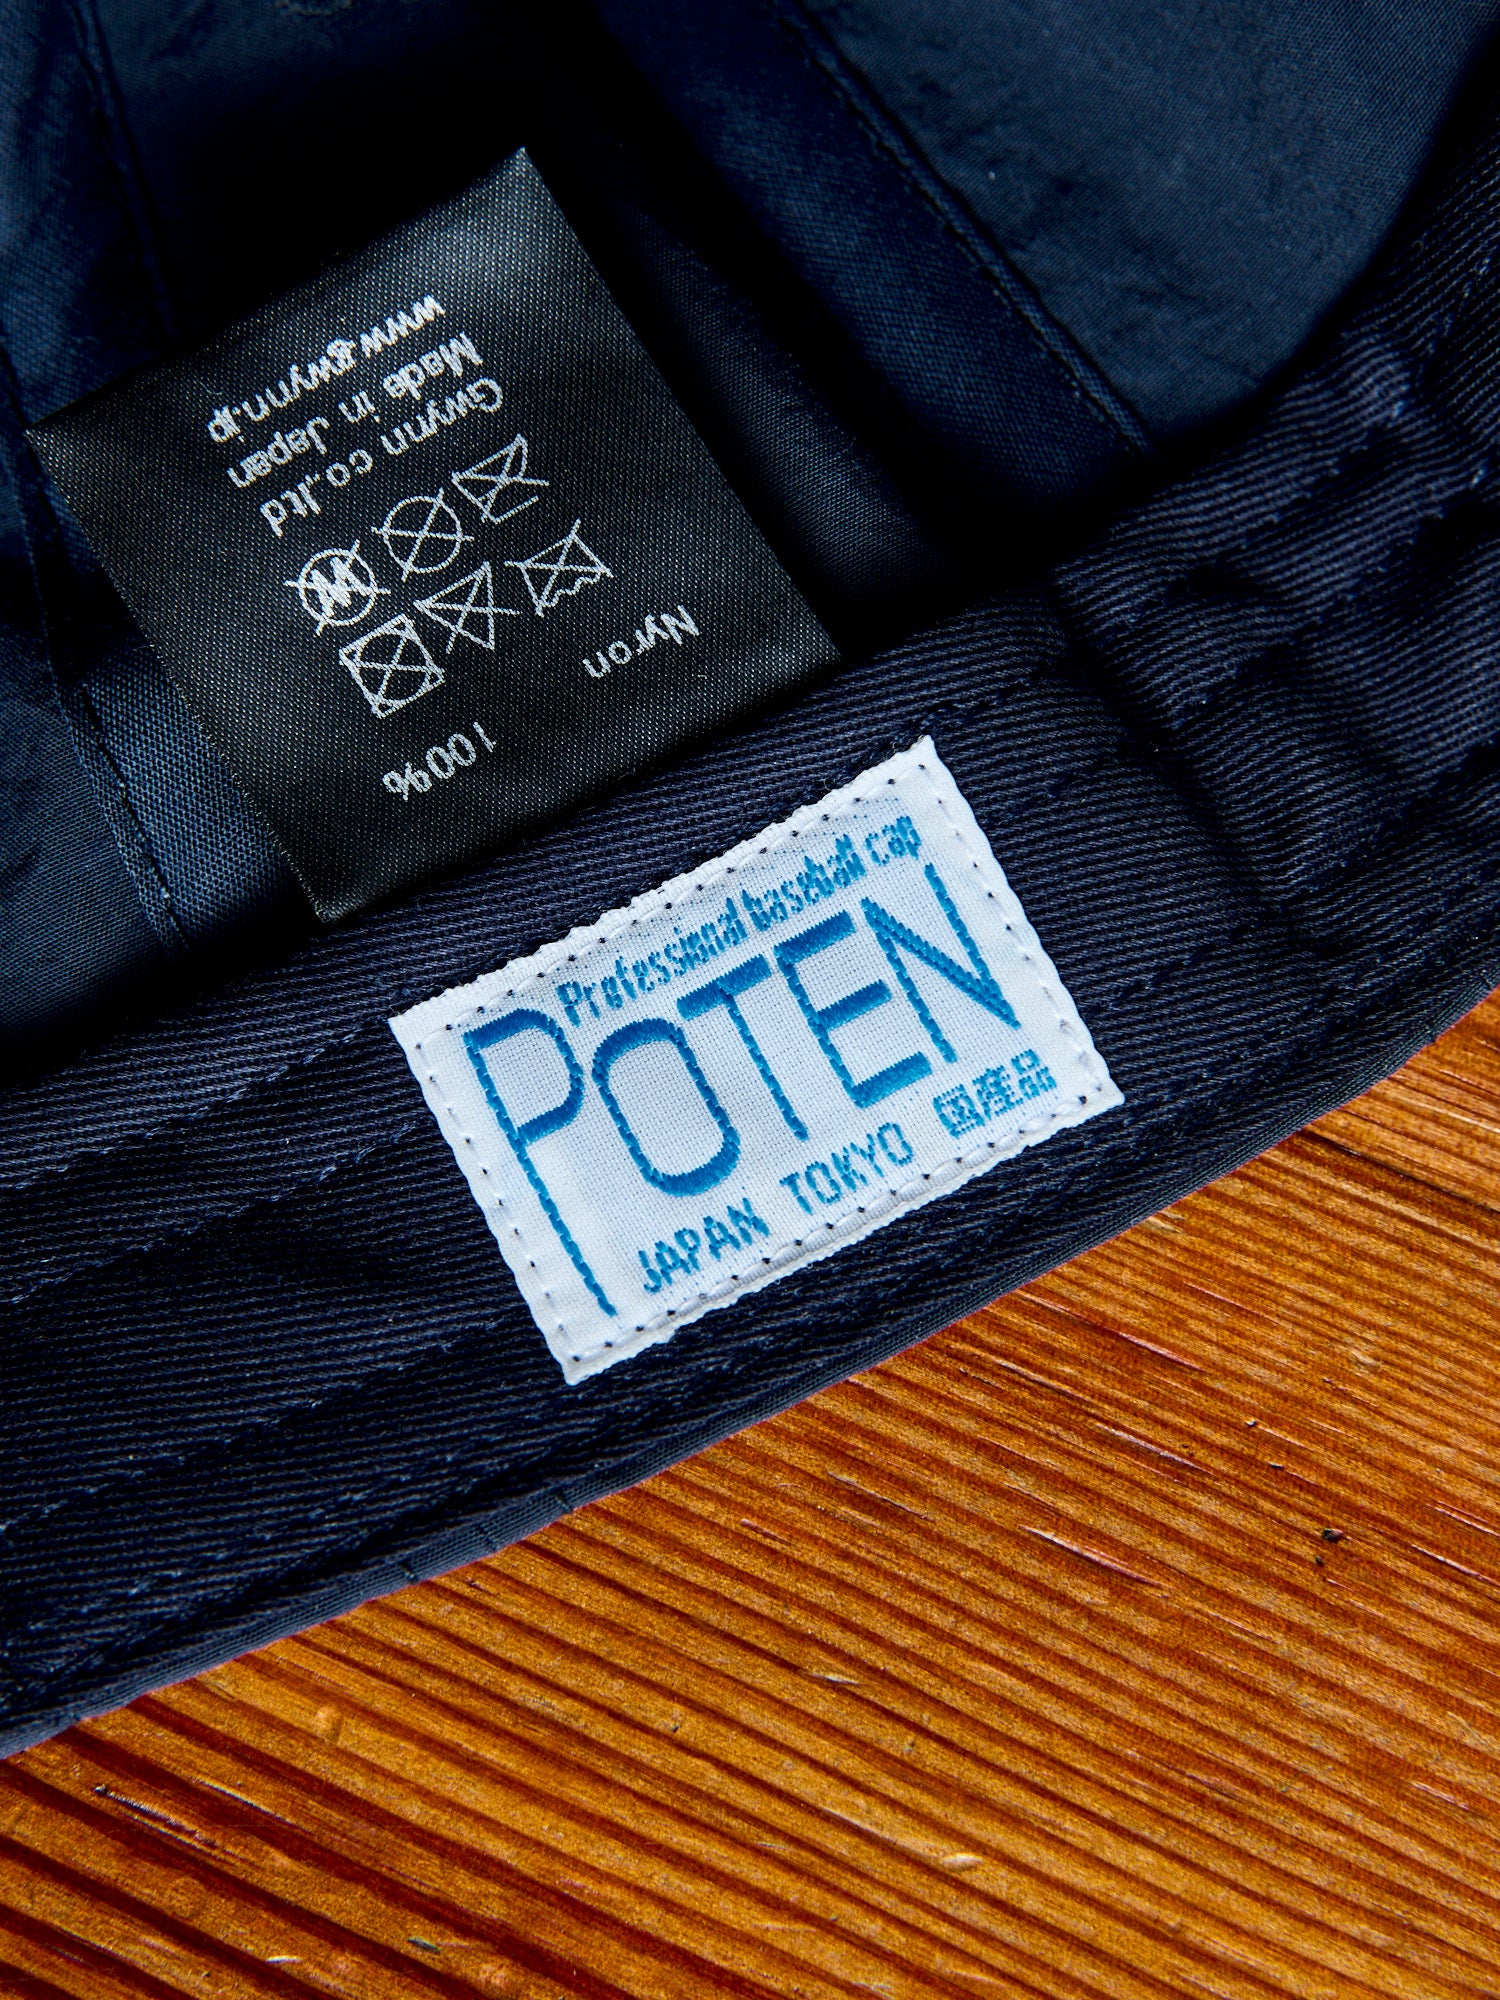 Nyron 100%
Gwynn co.,ltd
Made in Japan
www.gwynn.jp
Professional baseball cap
POTEN
JAPAN TOKYO 国産品